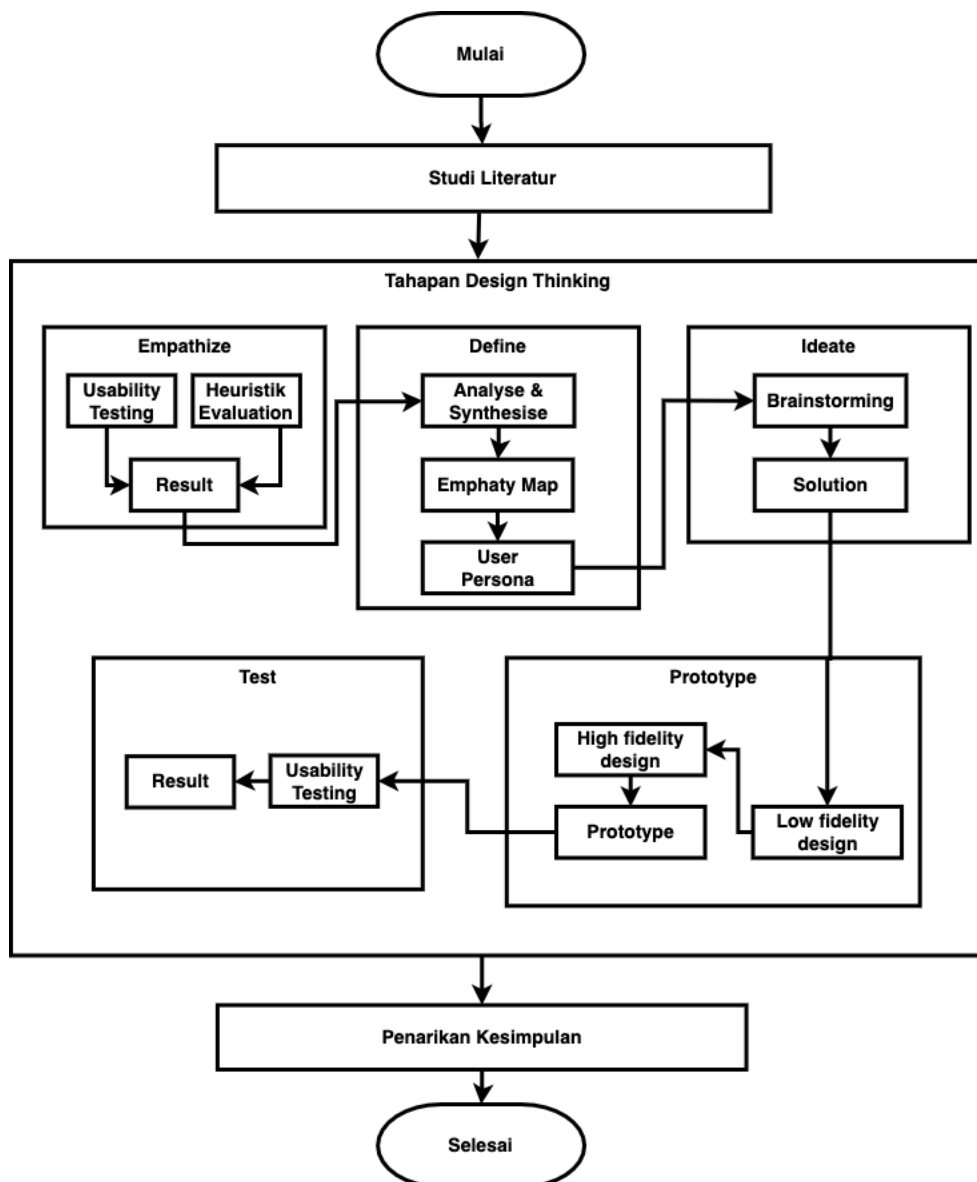 Mulai
Studi Literatur
Tahapan Design Thinking
Empathize
Usability
Testing
Heuristik
Evaluation
Result
Define
Analyse &
Synthesise
Emphaty Map
User
Persona
Ideate
Brainstorming
Solution
Prototype
Low fidelity
design
High fidelity
design
Prototype
Test
Usability
Testing
Result
Penarikan Kesimpulan
Selesai